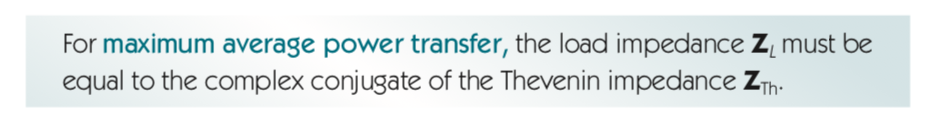 For maximum average power transfer, the load impedance Z_L must be
equal to the complex conjugate of the Thevenin impedance Z_Th.